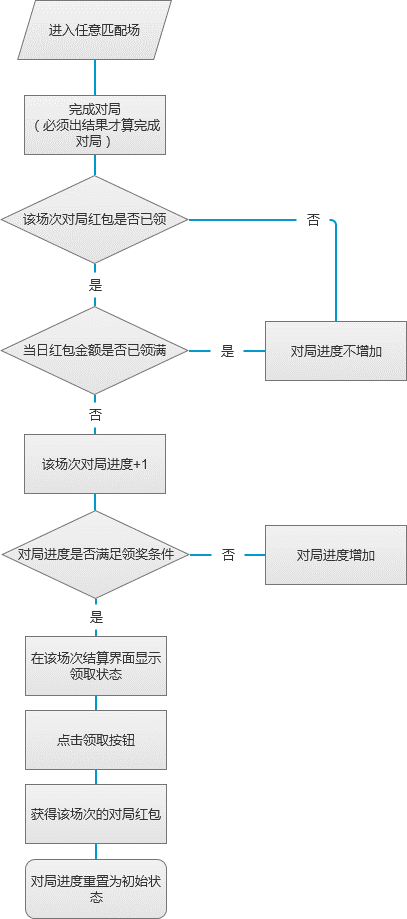 进入任意匹配场
完成对局
（必须出结果才算完成
对局）
该场次对局红包是否已领
否
是
当日红包金额是否已领满
是
对局进度不增加
否
该场次对局进度+1
对局进度是否满足领奖条件
否
对局进度增加
是
在该场次结算界面显示
领取状态
点击领取按钮
获得该场次的对局红包
对局进度重置为初始状
态